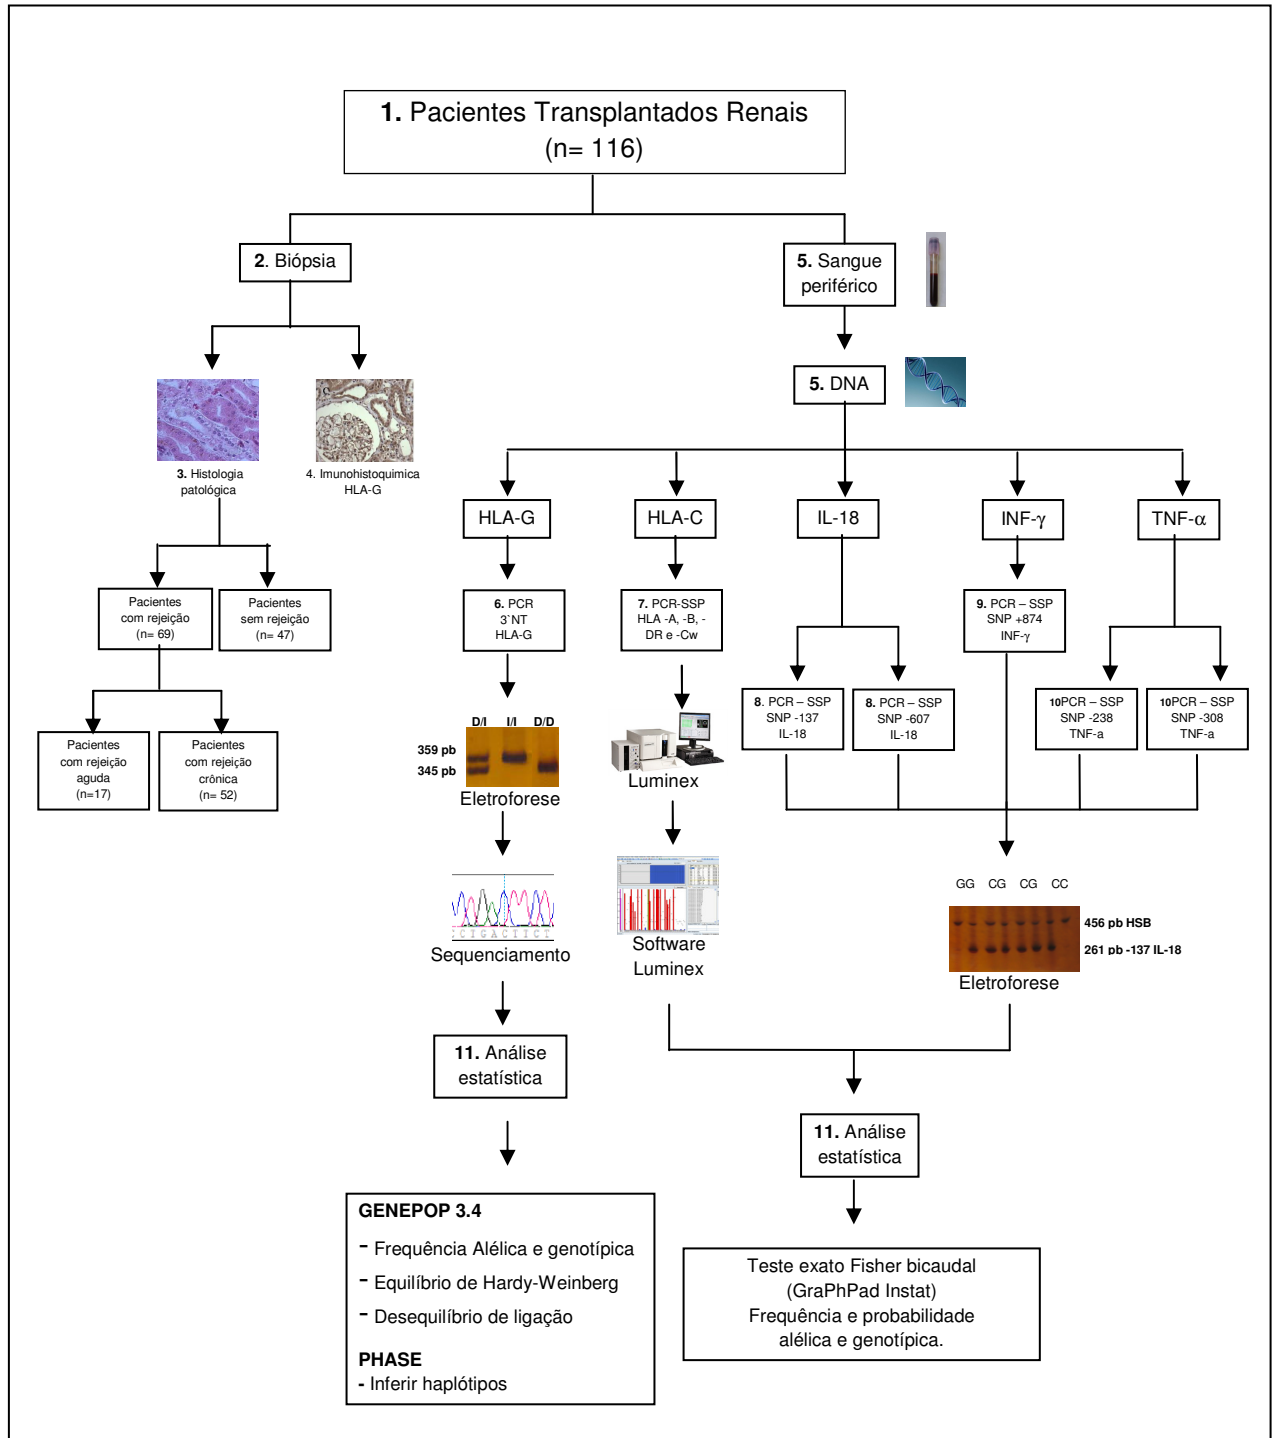 1. Pacientes Transplantados Renais
(n= 116)
2. Biópsia
5. Sangue
periférico
5. DNA
3. Histologia
patológica
4. Imunohistoquimica
HLA-G
HLA-G
HLA-C
IL-18
INF-γ
TNF-α
Pacientes
com rejeição
(n= 69)
Pacientes
sem rejeição
(n= 47)
6. PCR
3`NT
HLA-G
7. PCR-SSP
HLA -A, -B, -
DR e -Cw
9. PCR – SSP
SNP +874
INF-γ
8. PCR – SSP
SNP -137
IL-18
8. PCR – SSP
SNP -607
IL-18
10PCR – SSP
SNP -238
TNF-a
10PCR – SSP
SNP -308
TNF-a
Pacientes
com rejeição
aguda
(n=17)
Pacientes
com rejeição
crônica
(n= 52)
D/I I/I D/D
359 pb
345 pb
Eletroforese
Luminex
C T G A C T T C T
Sequenciamento
Software
Luminex
GG CG CG CC
456 pb HSB
261 pb -137 IL-18
Eletroforese
11. Análise
estatística
11. Análise
estatística
GENEPOP 3.4
- Frequência Alélica e genotípica
- Equilíbrio de Hardy-Weinberg
- Desequilíbrio de ligação
PHASE
- Inferir haplótipos
Teste exato Fisher bicaudal
(GraPhPad Instat)
Frequência e probabilidade
alélica e genotípica.